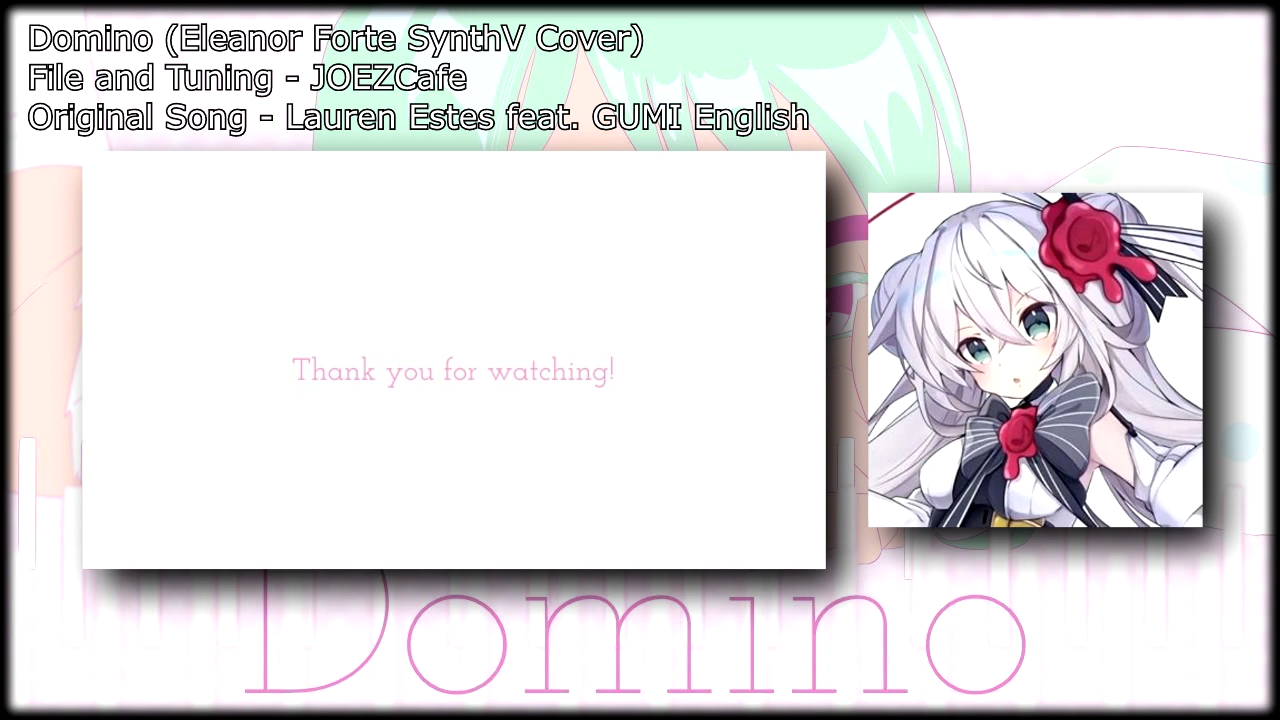 Domino (Eleanor Forte SynthV Cover)
File and Tuning - JOEZCafe
Original Song - Lauren Estes feat. GUMI English
Thank you for watching!
Domino